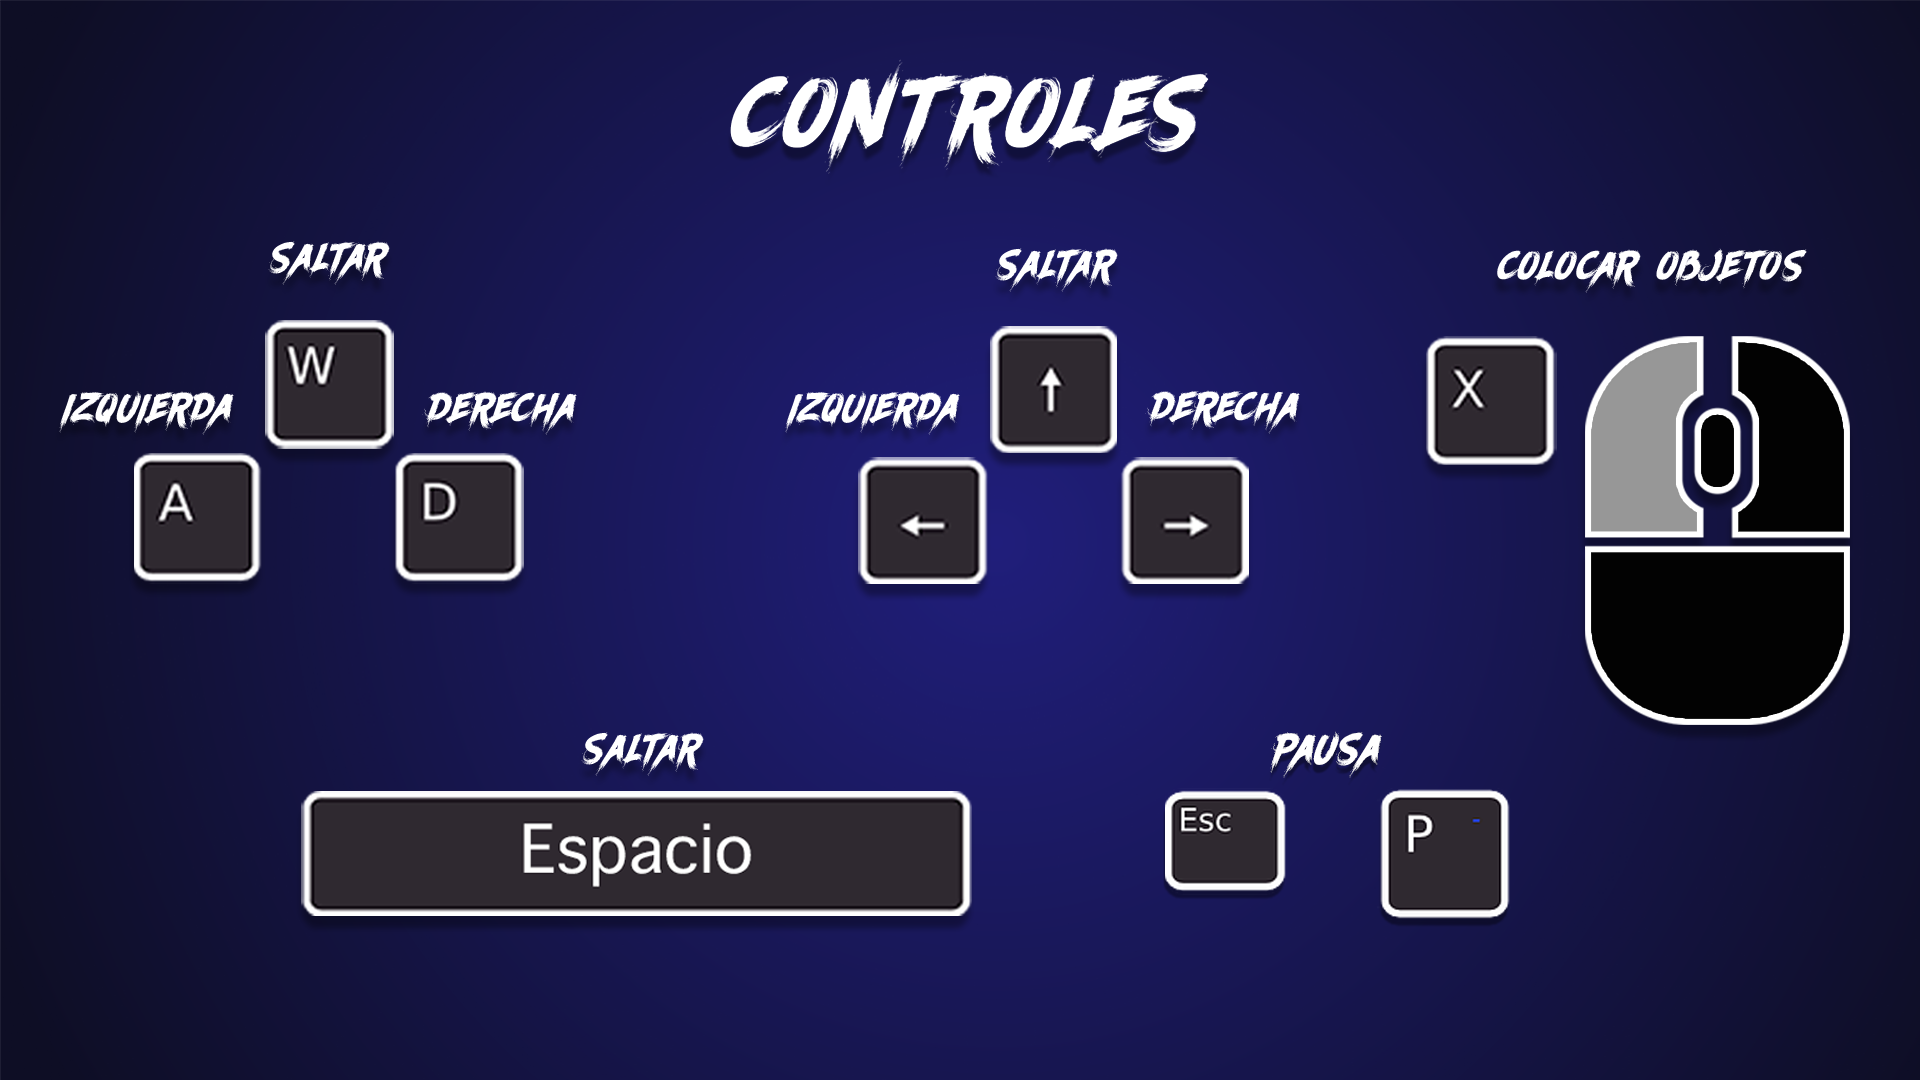 CONTROLES
SALTAR
W
IZQUIERDA
DERECHA
A
D
SALTAR
↑
IZQUIERDA
DERECHA
←
→
COLOCAR OBJETOS
X
SALTAR
Espacio
PAUSA
Esc
P